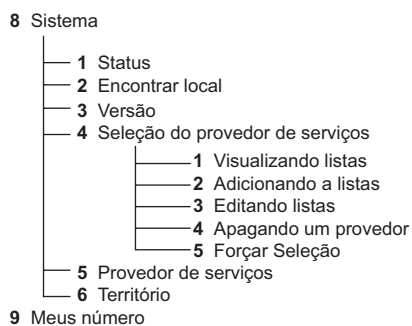 8 Sistema
1 Status
2 Encontrar local
3 Versão
4 Seleção do provedor de serviços
1 Visualizando listas
2 Adicionando a listas
3 Editando listas
4 Apagando um provedor
5 Forçar Seleção
5 Provedor de serviços
6 Território
9 Meus número